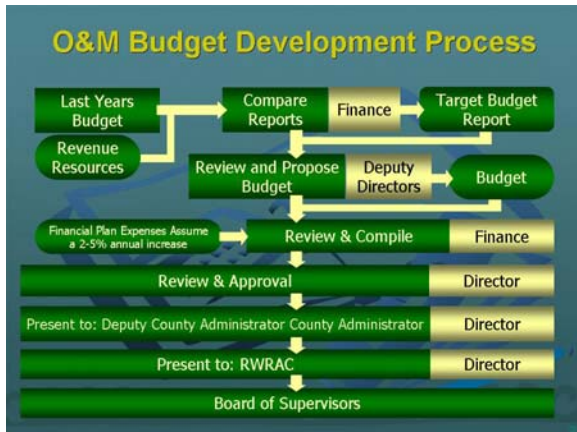 O&M Budget Development Process
Last Years
Budget
Compare
Reports
Finance
Target Budget
Report
Revenue
Resources
Review and Propose
Budget
Deputy
Directors
Budget
Financial Plan Expenses Assume
a 2-5% annual increase
Review & Compile
Finance
Review & Approval
Director
Present to: Deputy County Administrator County Administrator
Director
Present to: RWRAC
Director
Board of Supervisors